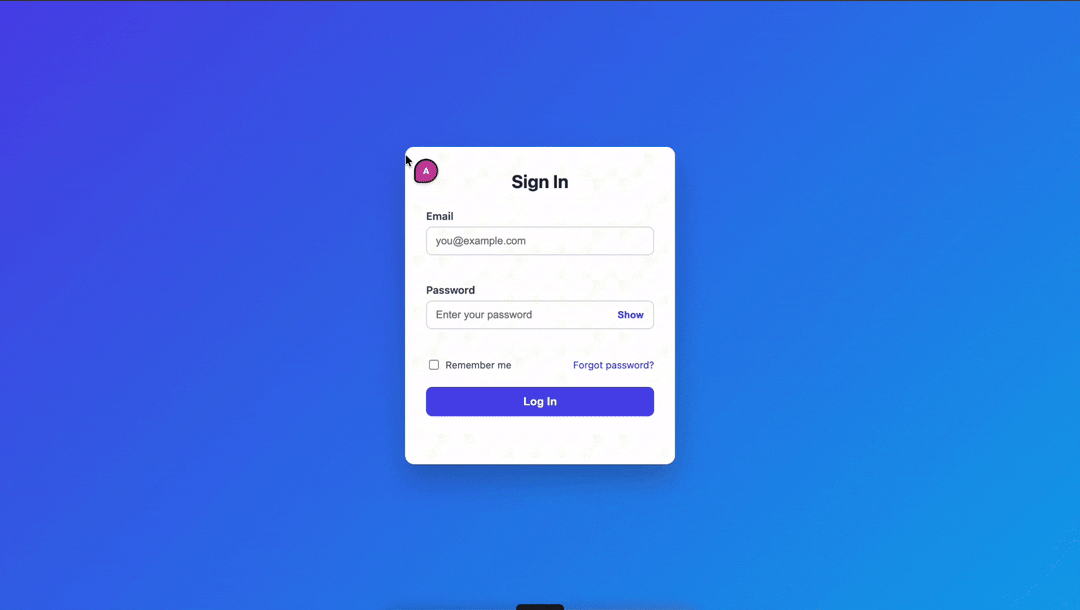 A
Sign In
Email
you@example.com
Password
Enter your password Show
Remember me Forgot password?
Log In